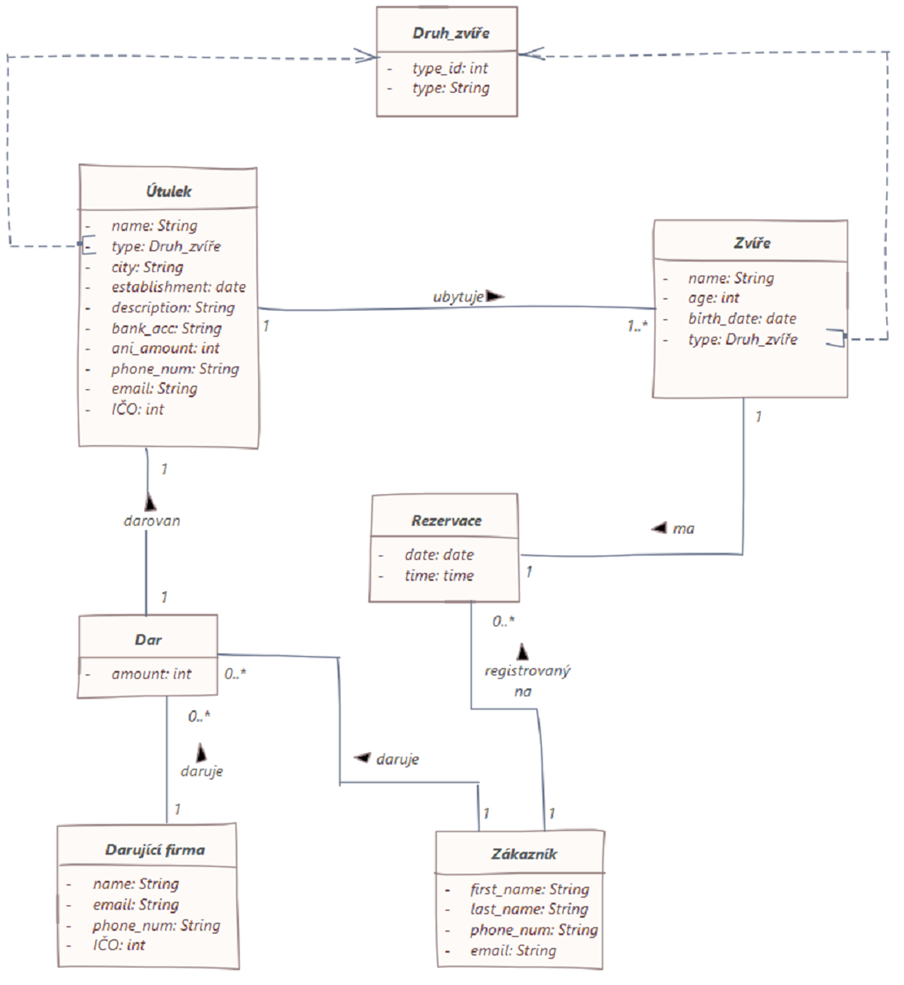 Druh_zvíře
- type_id: int
- type: String
Útulek
- name: String
- type: Druh_zvíře
- city: String
- establishment: date
- description: String
- bank_acc: String
- ani_amount: int
- phone_num: String
- email: String
- IČO: int
Zvíře
- name: String
- age: int
- birth_date: date
- type: Druh_zvíře
ubytuje
1
1..*
1
darovan
1
1
ma
1
Rezervace
- date: date
- time: time
0..*
registrovaný
na
1
Dar
- amount: int
0..*
0..*
daruje
1
daruje
1
Darující firma
- name: String
- email: String
- phone_num: String
- IČO: int
Zákazník
- first_name: String
- last_name: String
- phone_num: String
- email: String